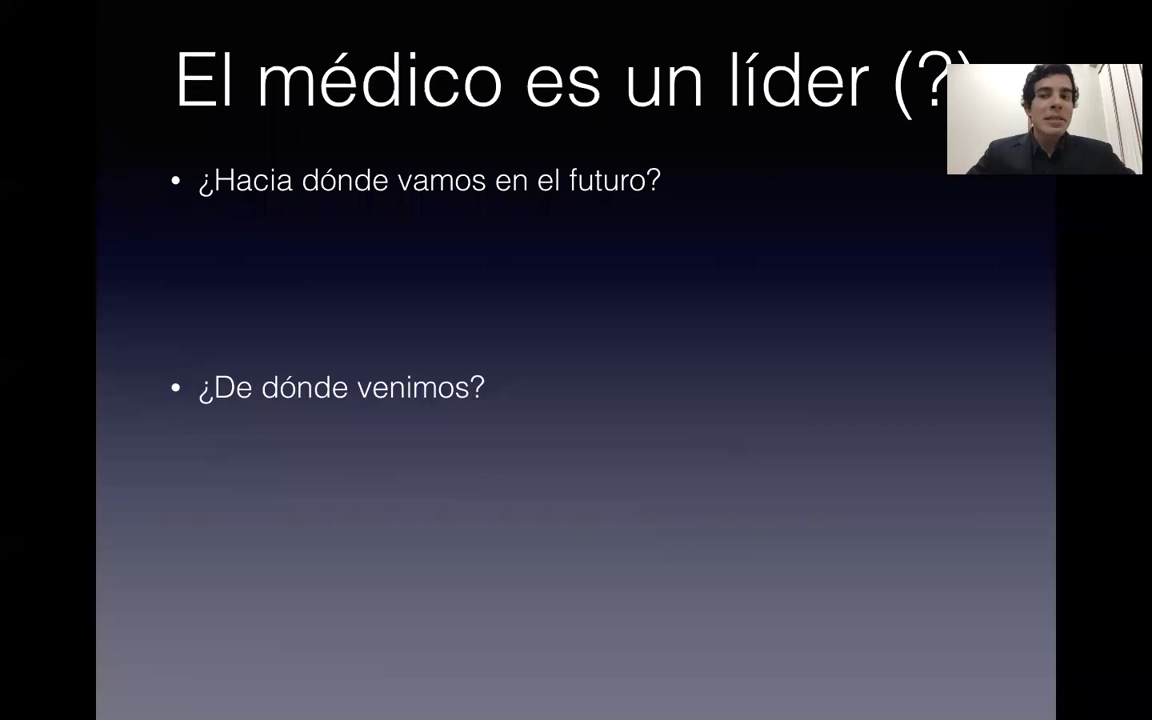 El médico es un líder (?)
• ¿Hacia dónde vamos en el futuro?
• ¿De dónde venimos?